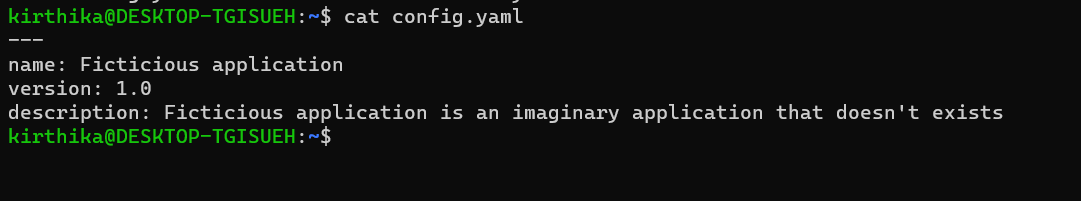 kirthika@DESKTOP-TGISUEH:~$ cat config.yaml
---
name: Ficticious application
version: 1.0
description: Ficticious application is an imaginary application that doesn't exists
kirthika@DESKTOP-TGISUEH:~$